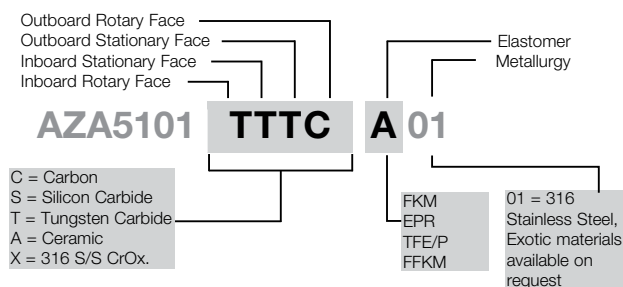 Outboard Rotary Face
Outboard Stationary Face
Inboard Stationary Face
Inboard Rotary Face
Elastomer
Metallurgy
AZA5101 TTTC A 01
C = Carbon
S = Silicon Carbide
T = Tungsten Carbide
A = Ceramic
X = 316 S/S CrOx.
FKM
EPR
TFE/P
FFKM
01 = 316
Stainless Steel,
Exotic materials
available on
request